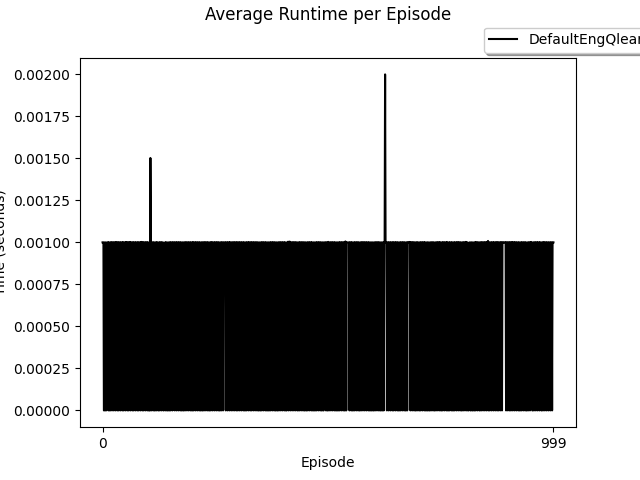 Average Runtime per Episode
DefaultEngQlear
0.00200
0.00175
0.00150
0.00125
0.00100
0.00075
0.00050
0.00025
0.00000
Time (seconds)
0 999
Episode